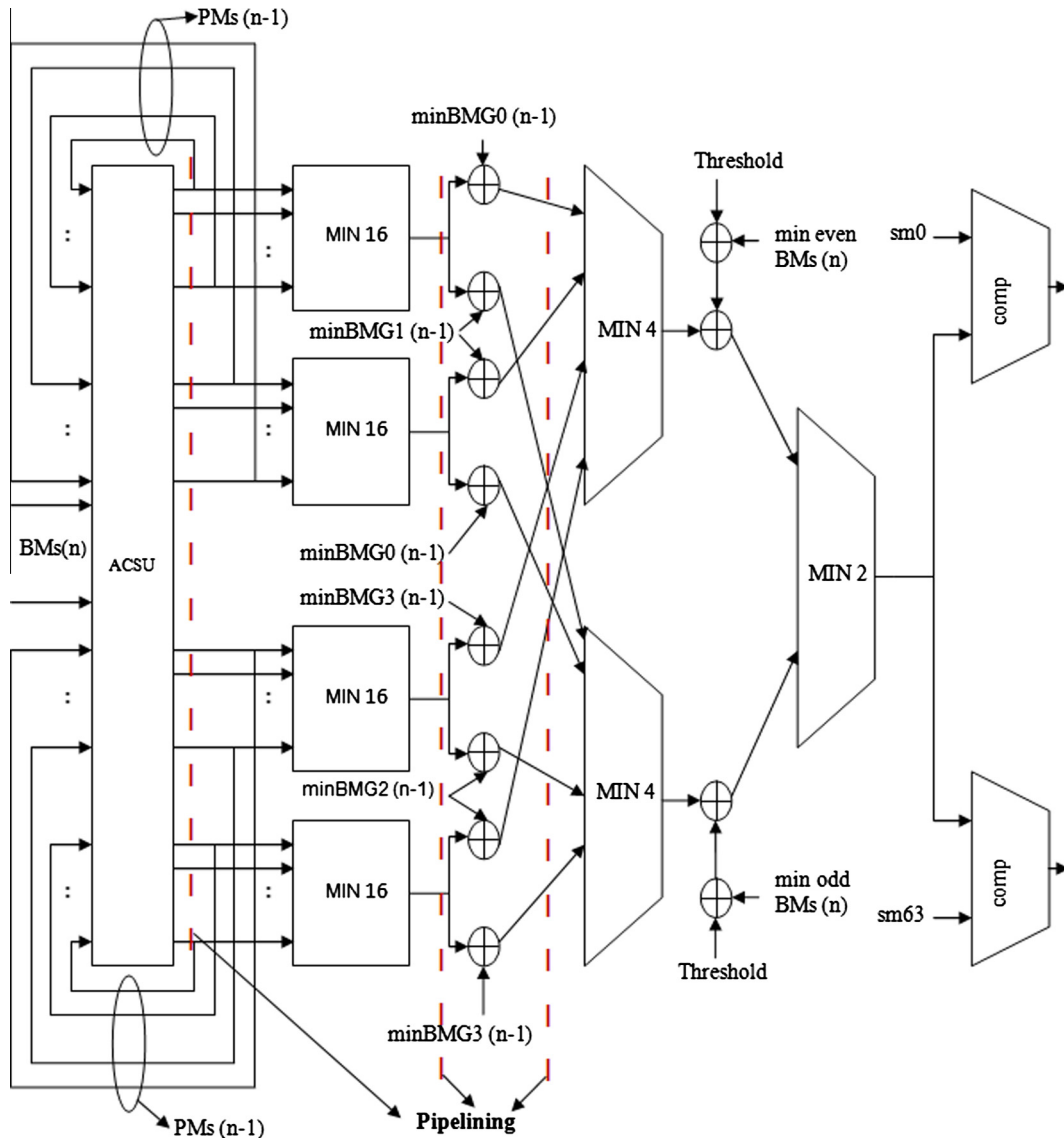 PMs (n-1)
minBMG0 (n-1)
Threshold
MIN 16
min even
BMs (n)
sm0
comp
:
:
minBMG1 (n-1)
MIN 4
MIN 16
:
:
BMs(n)
ACSU
minBMG0 (n-1)
MIN 2
minBMG3 (n-1)
MIN 16
:
:
minBMG2 (n-1)
MIN 4
comp
MIN 16
:
:
min odd
BMs (n)
sm63
Threshold
minBMG3 (n-1)
PMs (n-1)
Pipelining